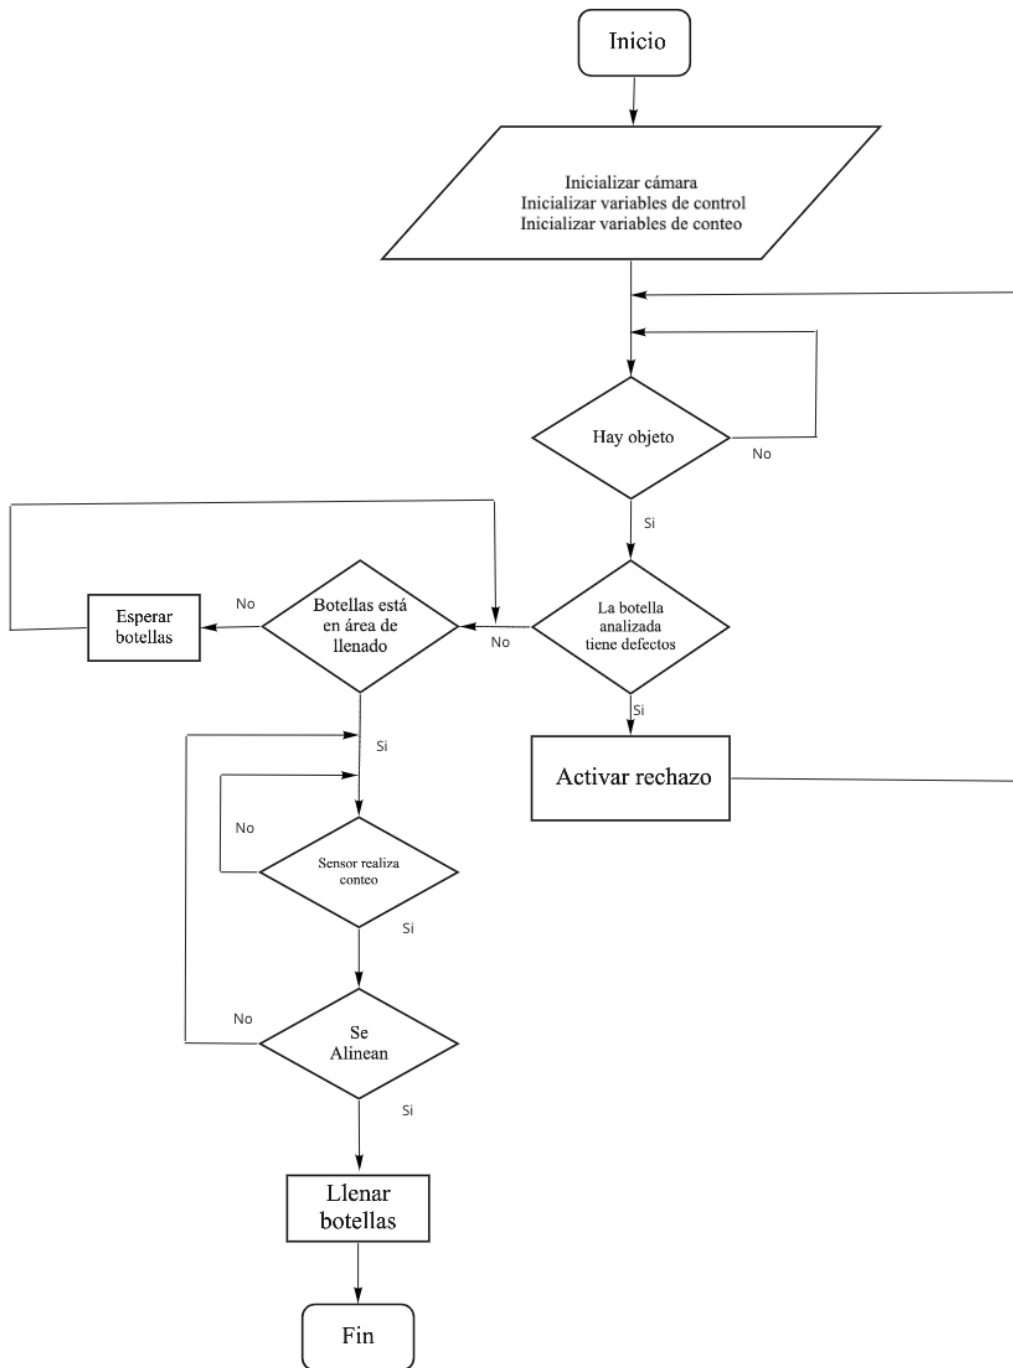 Inicio
Inicializar cámara
Inicializar variables de control
Inicializar variables de conteo
Hay objeto
No
Si
La botella
analizada
tiene defectos
No
Si
Activar rechazo
Botellas está
en área de
llenado
No
Esperar
botellas
Si
Sensor realiza
conteo
No
Si
Se
Alinean
No
Si
Llenar
botellas
Fin